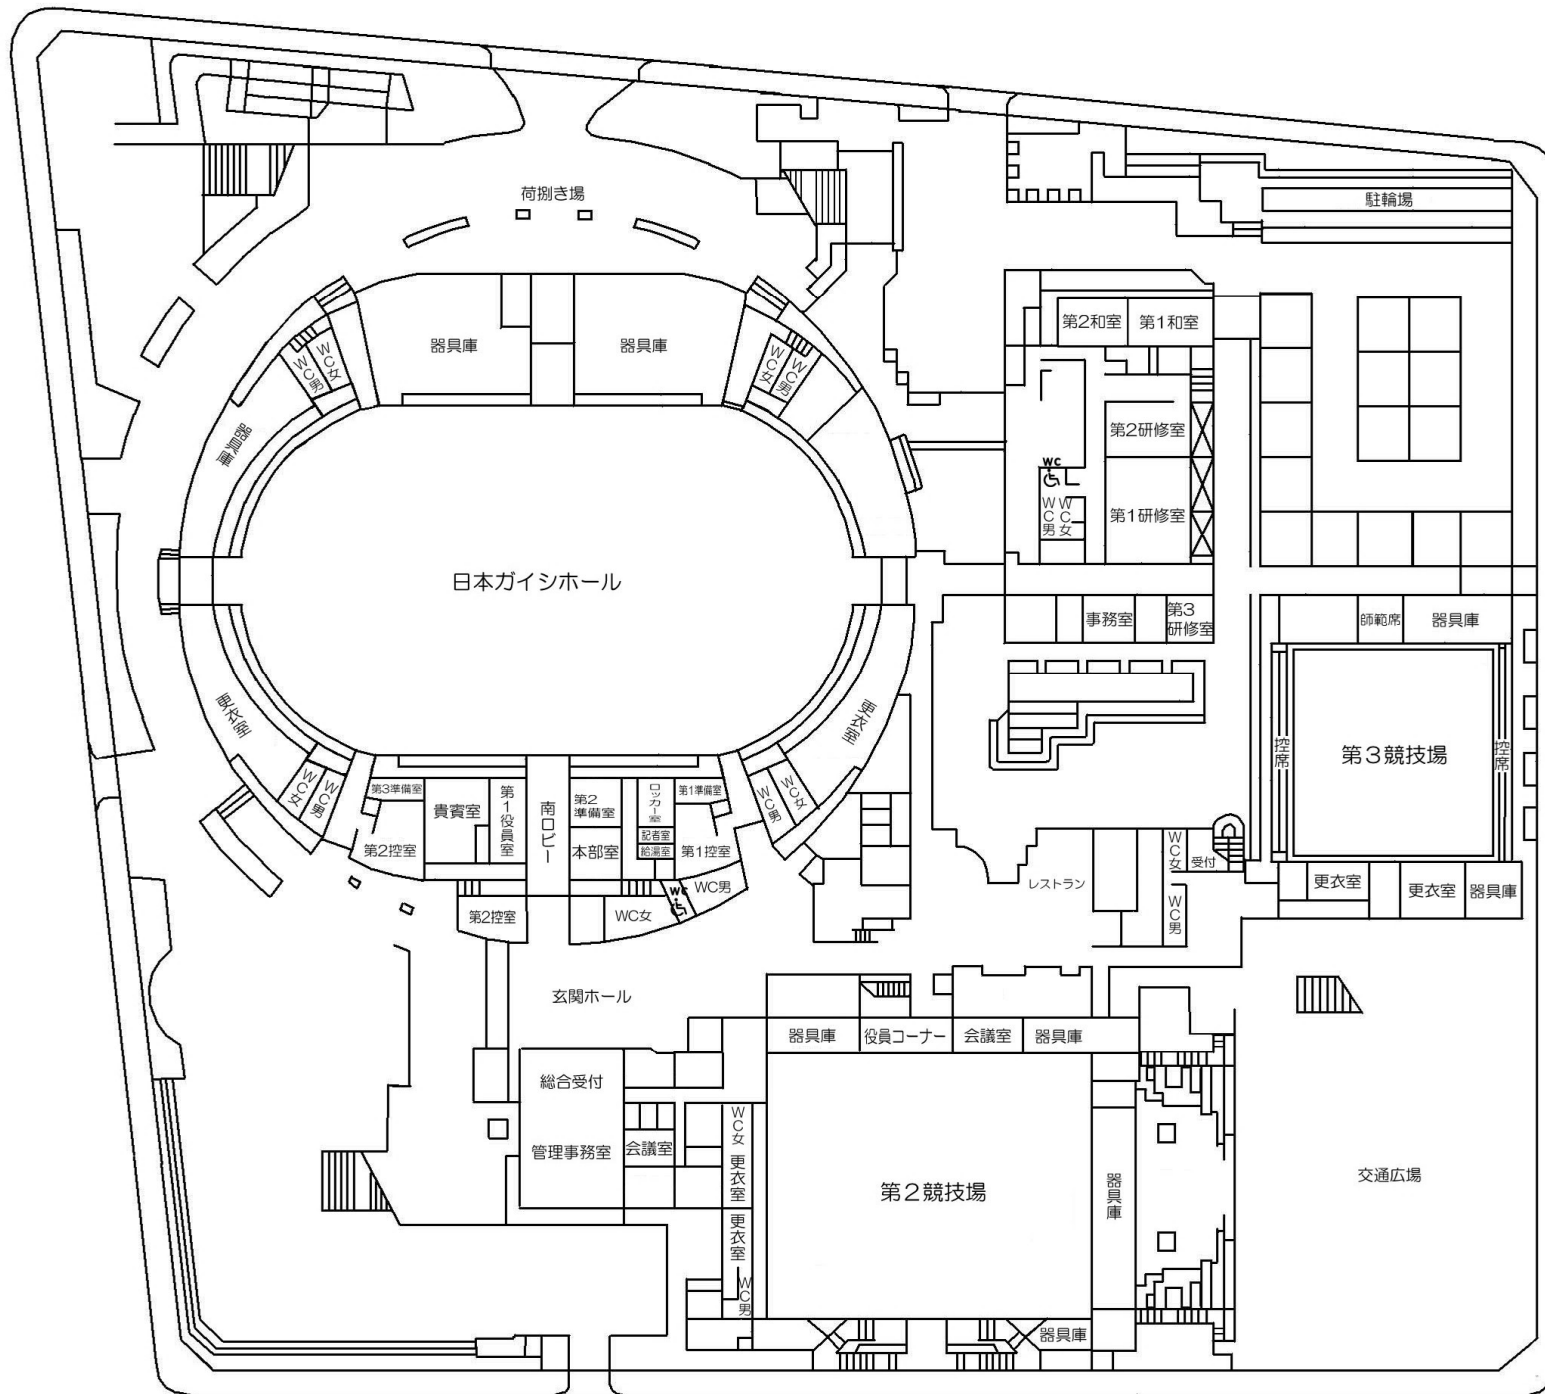 荷捌き場
駐輪場
器具庫
器具庫
第2和室
第1和室
WC男
WC女
WC女
WC男
器具庫
第2研修室
WC
第1研修室
WC男
WC女
日本ガイシホール
事務室
第3
研修室
師範席
器具庫
更衣室
更衣室
控席
第3競技場
控席
WC女
WC男
第3準備室
貴賓室
第1役員室
南ロビー
第2
準備室
ロッカー室
第1準備室
WC男
WC女
記者室
第2控室
本部室
給湯室
第1控室
WC女
受付
レストラン
更衣室
更衣室
器具庫
WC
WC男
第2控室
WC女
WC男
玄関ホール
器具庫
役員コーナー
会議室
器具庫
総合受付
WC女
管理事務室
会議室
更衣室
第2競技場
器具庫
交通広場
更衣室
WC男
器具庫